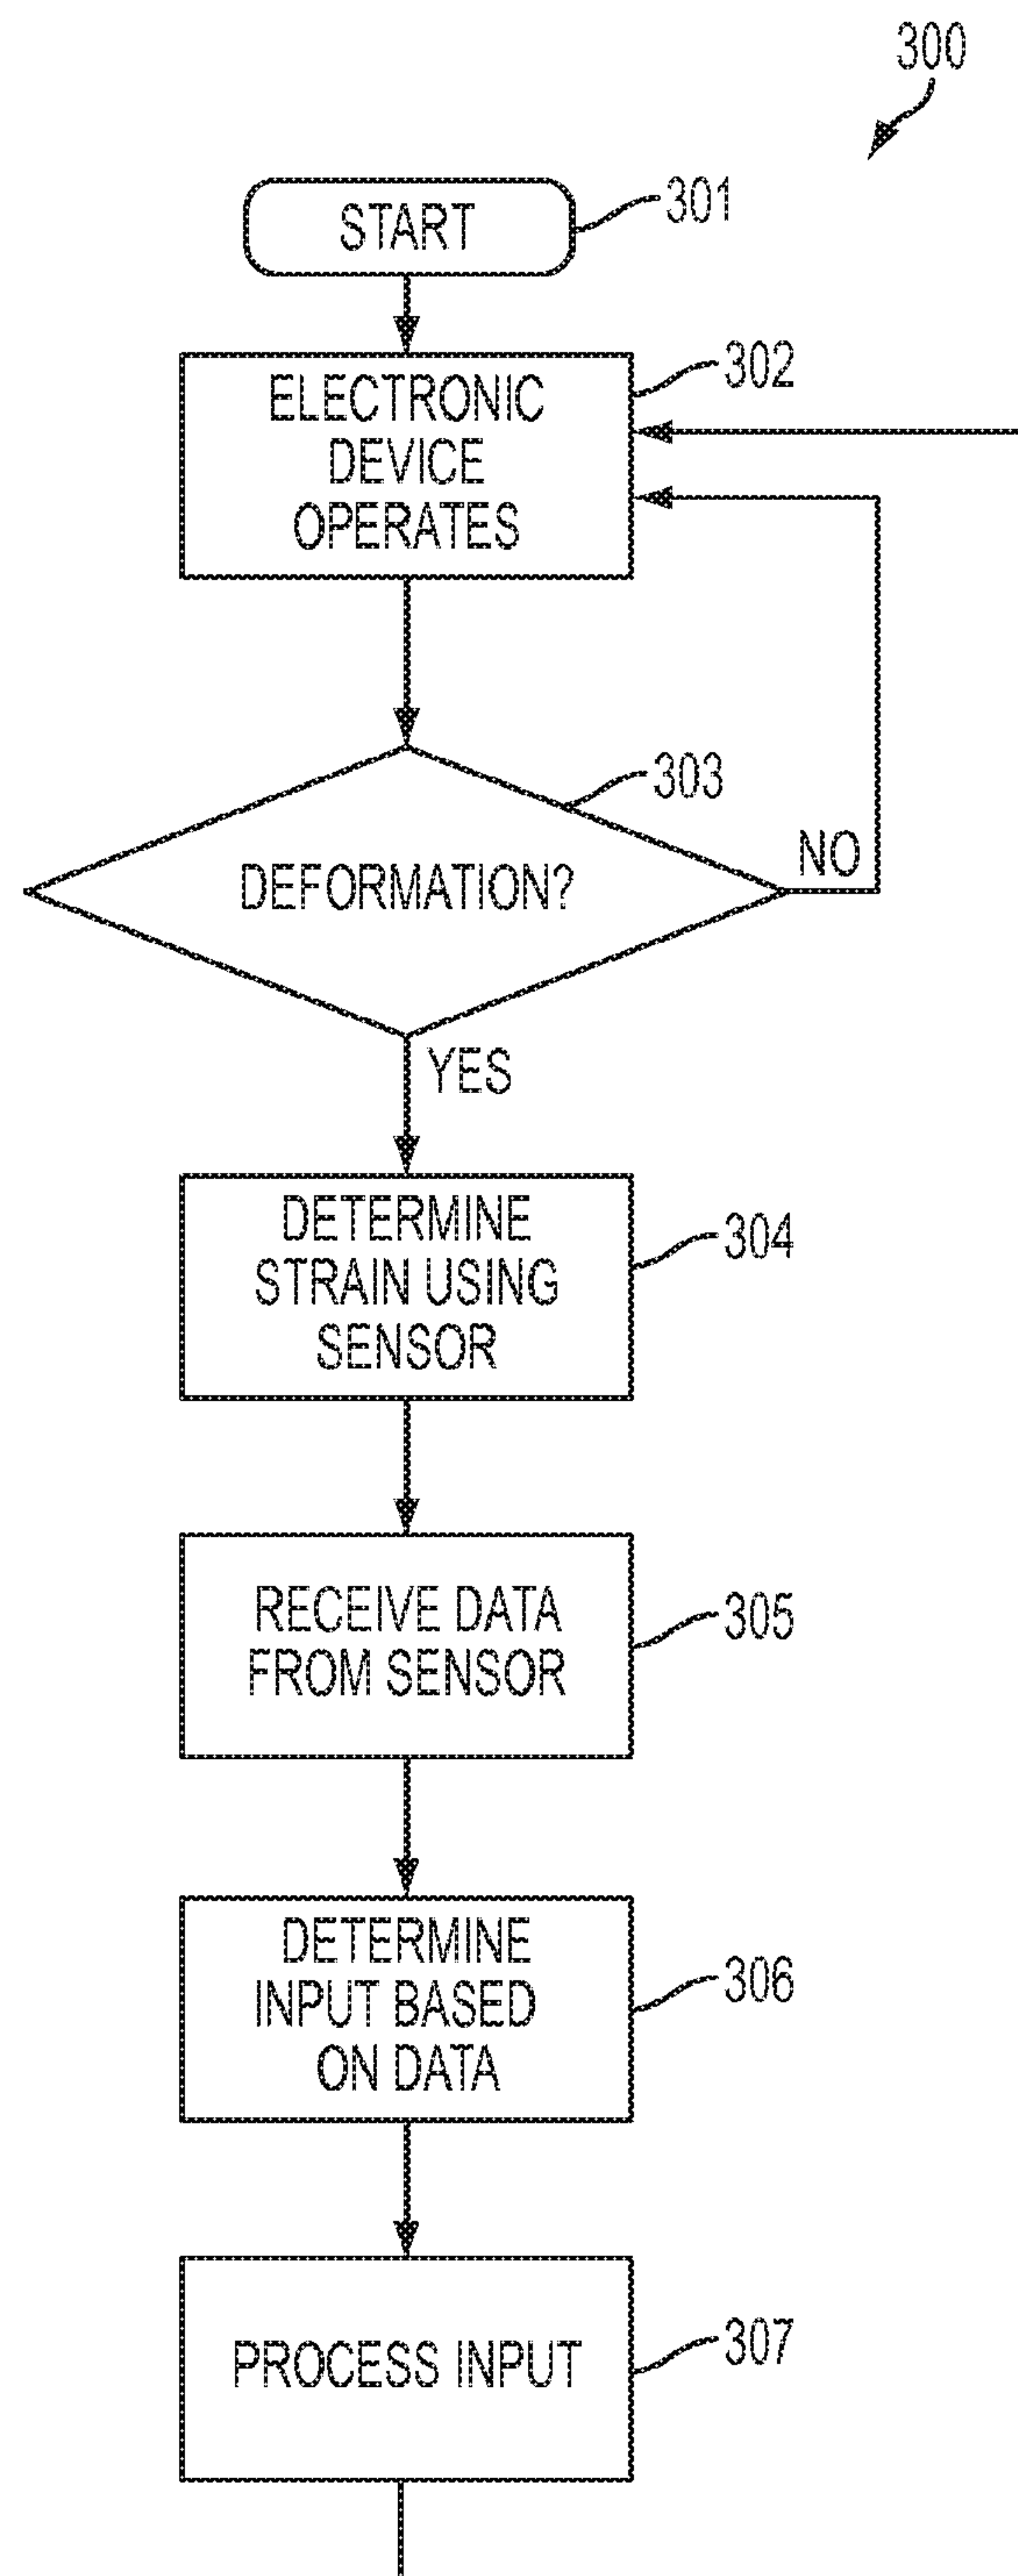 300
START
301
ELECTRONIC
DEVICE
OPERATES
302
DEFORMATION?
303
NO
YES
DETERMINE
STRAIN USING
SENSOR
304
RECEIVE DATA
FROM SENSOR
305
DETERMINE
INPUT BASED
ON DATA
306
PROCESS INPUT
307